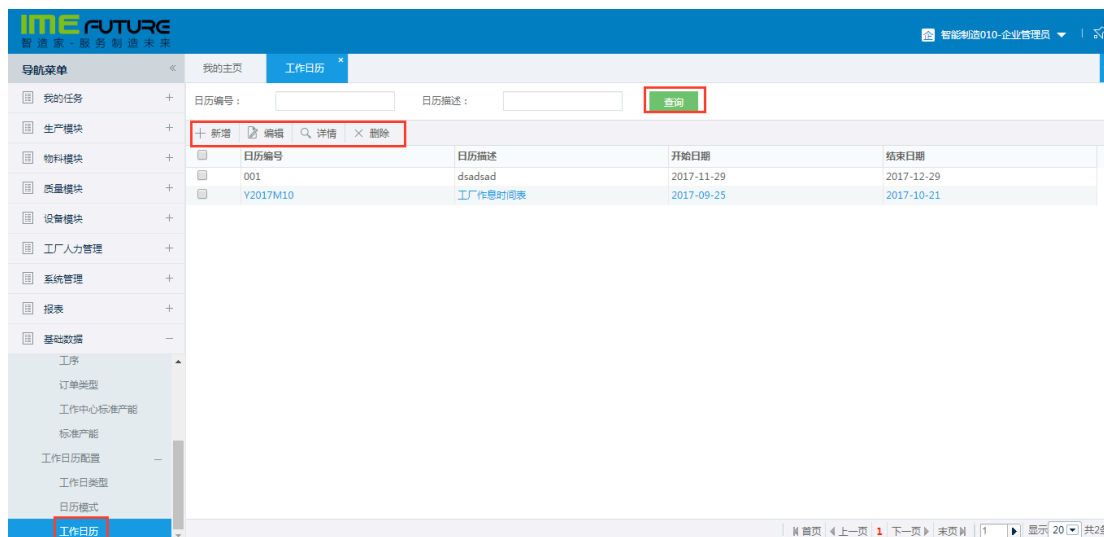 IME FUTURE
智造家-服务制造未来
智能制造010-企业管理员
导航菜单
我的主页 工作日历
我的任务
生产模块
物料模块
质量模块
设备模块
工厂人力管理
系统管理
报表
基础数据
工序
订单类型
工作中心标准产能
标准产能
工作日历配置
工作日类型
日历模式
工作日历
日历编号： 日历描述： 查询
新增 编辑 详情 删除
日历编号 日历描述 开始日期 结束日期
001 dsadsad 2017-11-29 2017-12-29
Y2017M10 工厂作息时间表 2017-09-25 2017-10-21
首页 上一页 1 下一页 末页 1 显示 20 共2